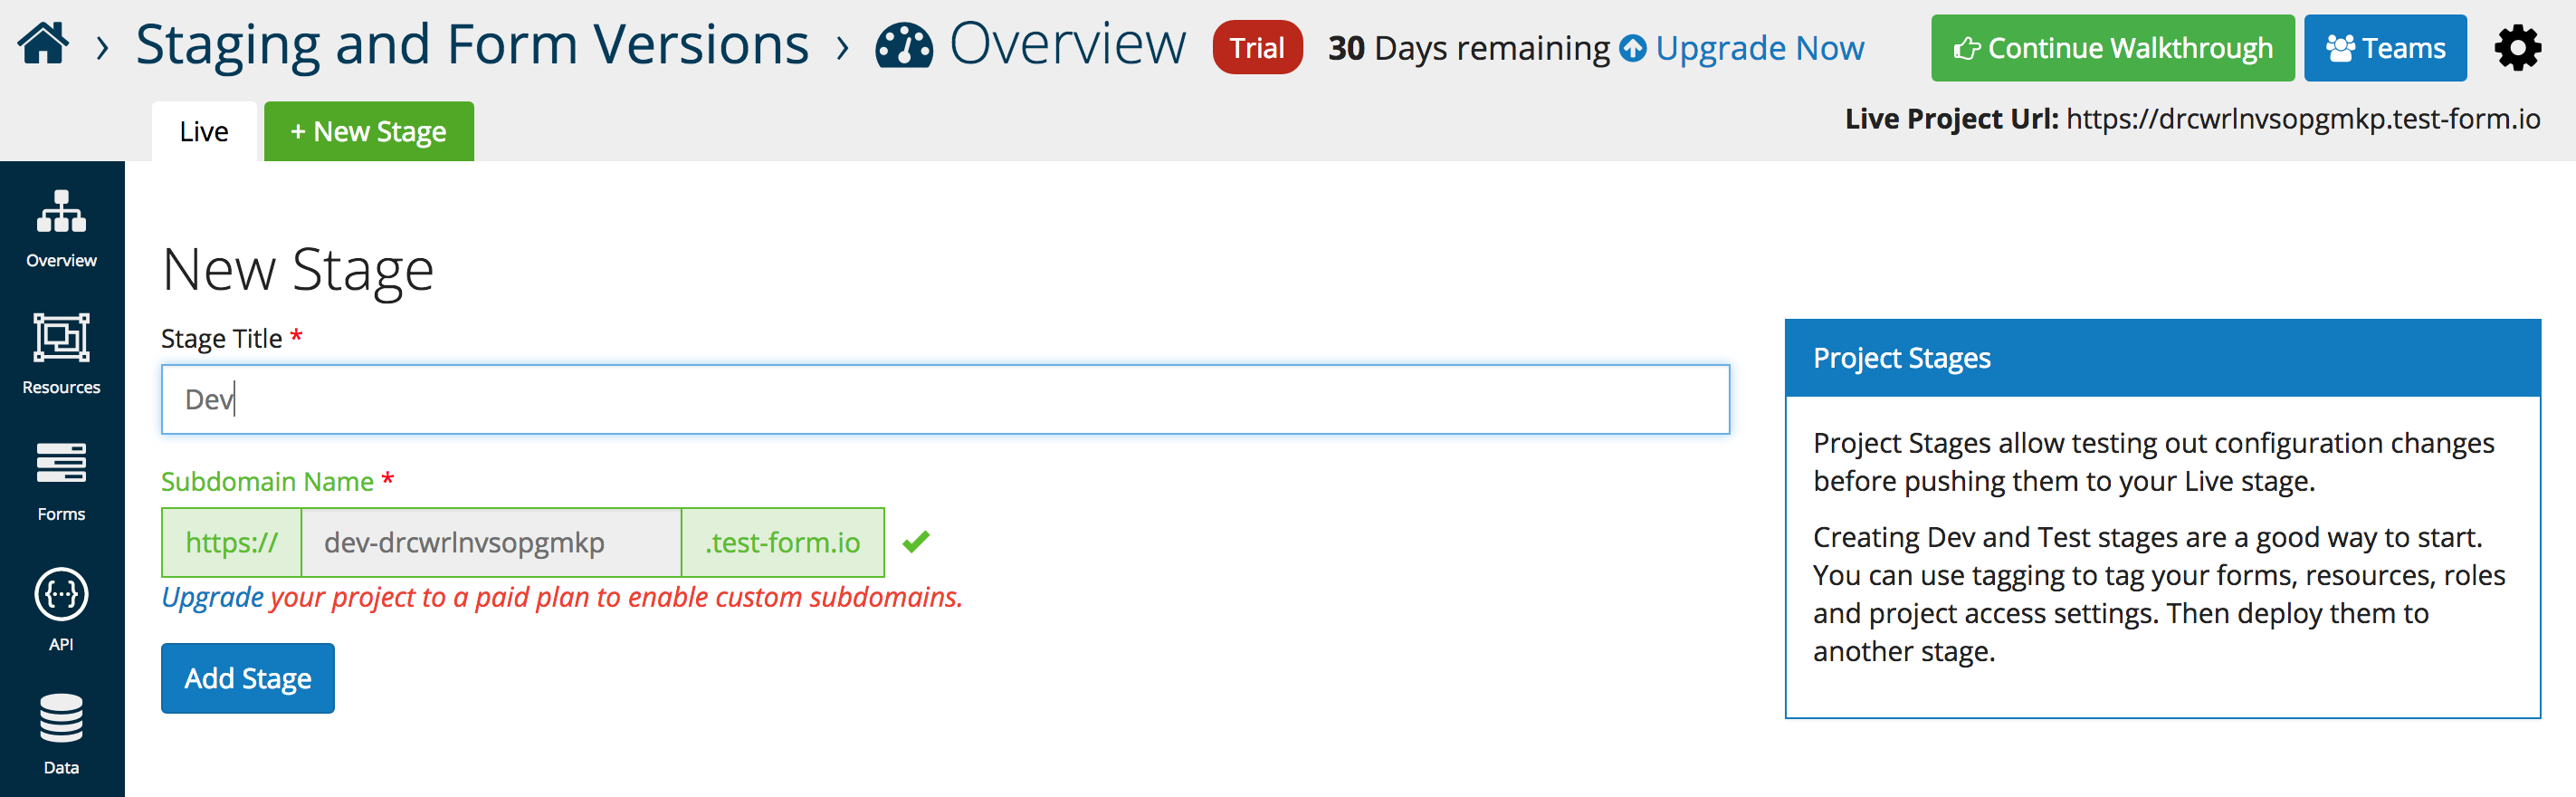 › Staging and Form Versions › Overview Trial 30 Days remaining Upgrade Now Continue Walkthrough Teams
Live + New Stage Live Project Url: https://drcwrlnvsopgmkp.test-form.io
Overview
Resources
Forms
API
Data
New Stage
Stage Title *
Dev
Subdomain Name *
https:// dev-drcwrlnvsopgmkp .test-form.io
Upgrade your project to a paid plan to enable custom subdomains.
Add Stage
Project Stages
Project Stages allow testing out configuration changes
before pushing them to your Live stage.
Creating Dev and Test stages are a good way to start.
You can use tagging to tag your forms, resources, roles
and project access settings. Then deploy them to
another stage.